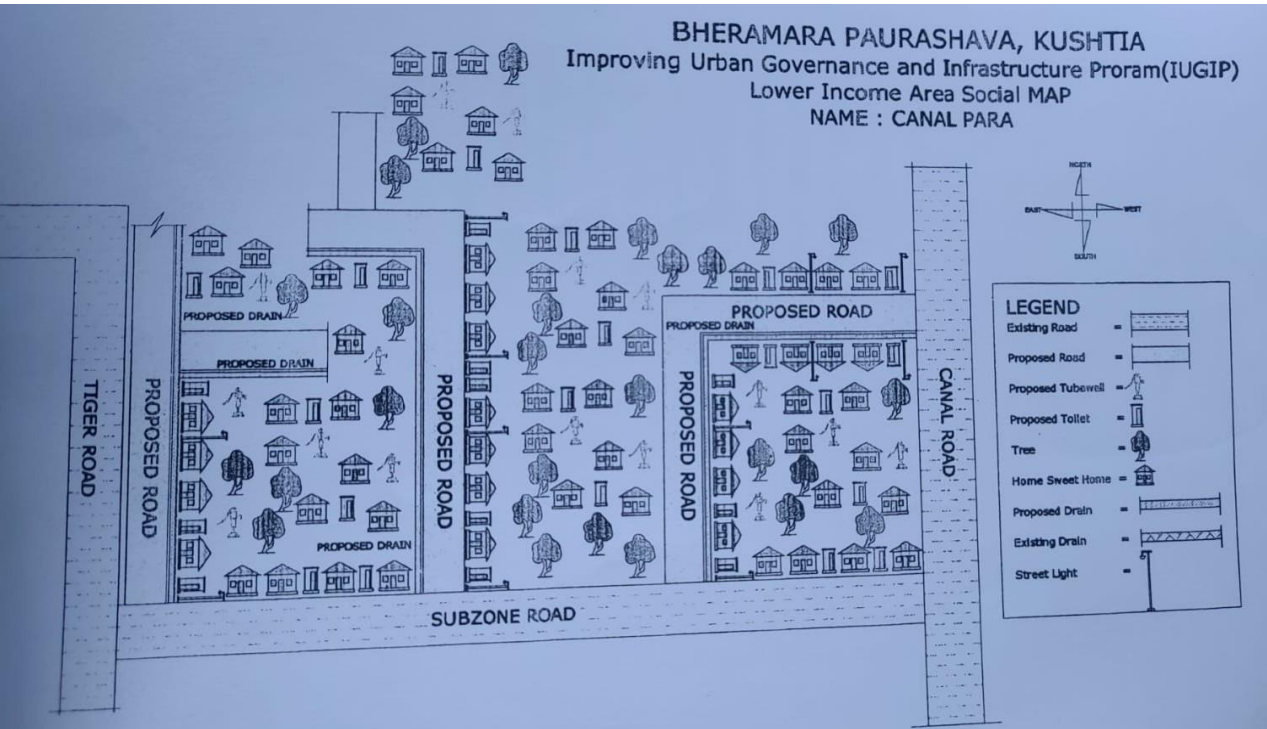 BHERAMARA PAURASHAVA, KUSHTIA
Improving Urban Governance and Infrastructure Proram(IUGIP)
Lower Income Area Social MAP
NAME : CANAL PARA
NORTH
EAST
WEST
SOUTH
PROPOSED DRAIN
PROPOSED DRAIN
TIGER ROAD
PROPOSED ROAD
PROPOSED ROAD
PROPOSED DRAIN
PROPOSED ROAD
PROPOSED DRAIN
PROPOSED ROAD
CANAL ROAD
SUBZONE ROAD
LEGEND
Existing Road =
Proposed Road =
Proposed Tubewell =
Proposed Toilet =
Tree =
Home Sweet Home =
Proposed Drain =
Existing Drain =
Street Light =